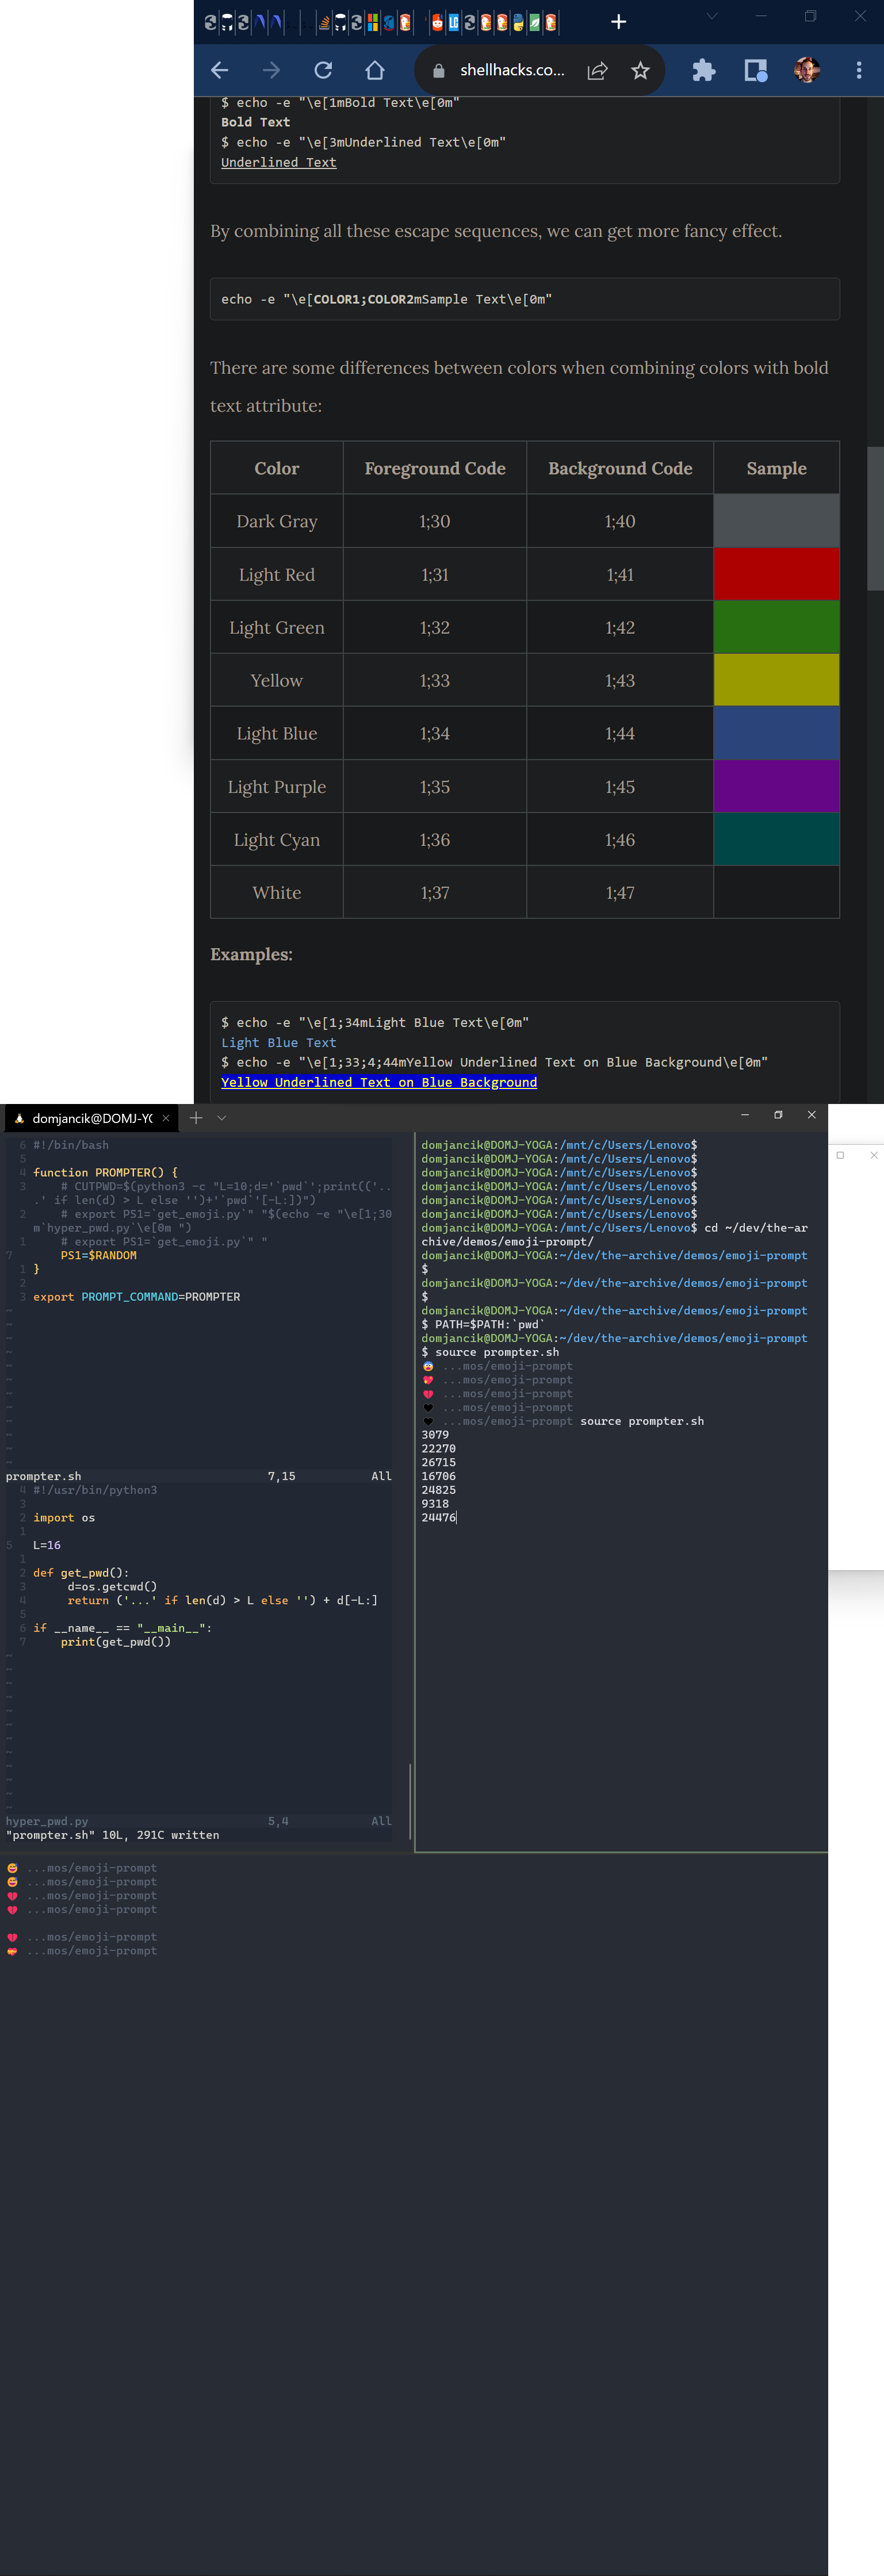 shellhacks.co...
$ echo -e "\e[1mBold Text\e[0m"
Bold Text
$ echo -e "\e[3mUnderlined Text\e[0m"
Underlined Text
By combining all these escape sequences, we can get more fancy effect.
echo -e "\e[COLOR1;COLOR2mSample Text\e[0m"
There are some differences between colors when combining colors with bold
text attribute:
Color Foreground Code Background Code Sample
Dark Gray 1;30 1;40
Light Red 1;31 1;41
Light Green 1;32 1;42
Yellow 1;33 1;43
Light Blue 1;34 1;44
Light Purple 1;35 1;45
Light Cyan 1;36 1;46
White 1;37 1;47
Examples:
$ echo -e "\e[1;34mLight Blue Text\e[0m"
Light Blue Text
$ echo -e "\e[1;33;4;44mYellow Underlined Text on Blue Background\e[0m"
Yellow Underlined Text on Blue Background
domjancik@DOMJ-YO
6 #!/bin/bash
5
4 function PROMPTER() {
3     # CUTPWD=$(python3 -c "L=10;d='`pwd`';print(('..
.' if len(d) > L else '')+'`pwd`'[-L:])")
2     # export PS1=`get_emoji.py`" "$(echo -e "\e[1;30
m`hyper_pwd.py`\e[0m ")
1     # export PS1=`get_emoji.py`" "
7     PS1=$RANDOM
1 }
2
3 export PROMPT_COMMAND=PROMPTER
~
~
~
~
~
~
~
~
~
~
~
~
prompter.sh 7,15 All
4 #!/usr/bin/python3
3
2 import os
1
5 L=16
1
2 def get_pwd():
3     d=os.getcwd()
4     return ('...' if len(d) > L else '') + d[-L:]
5
6 if __name__ == "__main__":
7     print(get_pwd())
~
~
~
~
~
~
~
~
~
~
~
~
hyper_pwd.py 5,4 All
"prompter.sh" 10L, 291C written
domjancik@DOMJ-YOGA:/mnt/c/Users/Lenovo$
domjancik@DOMJ-YOGA:/mnt/c/Users/Lenovo$
domjancik@DOMJ-YOGA:/mnt/c/Users/Lenovo$
domjancik@DOMJ-YOGA:/mnt/c/Users/Lenovo$
domjancik@DOMJ-YOGA:/mnt/c/Users/Lenovo$
domjancik@DOMJ-YOGA:/mnt/c/Users/Lenovo$
domjancik@DOMJ-YOGA:/mnt/c/Users/Lenovo$ cd ~/dev/the-ar
chive/demos/emoji-prompt/
domjancik@DOMJ-YOGA:~/dev/the-archive/demos/emoji-prompt
$
domjancik@DOMJ-YOGA:~/dev/the-archive/demos/emoji-prompt
$
domjancik@DOMJ-YOGA:~/dev/the-archive/demos/emoji-prompt
$ PATH=$PATH:`pwd`
domjancik@DOMJ-YOGA:~/dev/the-archive/demos/emoji-prompt
$ source prompter.sh
😨 ...mos/emoji-prompt
💖 ...mos/emoji-prompt
💔 ...mos/emoji-prompt
🖤 ...mos/emoji-prompt
🖤 ...mos/emoji-prompt source prompter.sh
3079
22270
26715
16706
24825
9318
24476
😅 ...mos/emoji-prompt
😅 ...mos/emoji-prompt
💔 ...mos/emoji-prompt
💔 ...mos/emoji-prompt
💔 ...mos/emoji-prompt
💝 ...mos/emoji-prompt